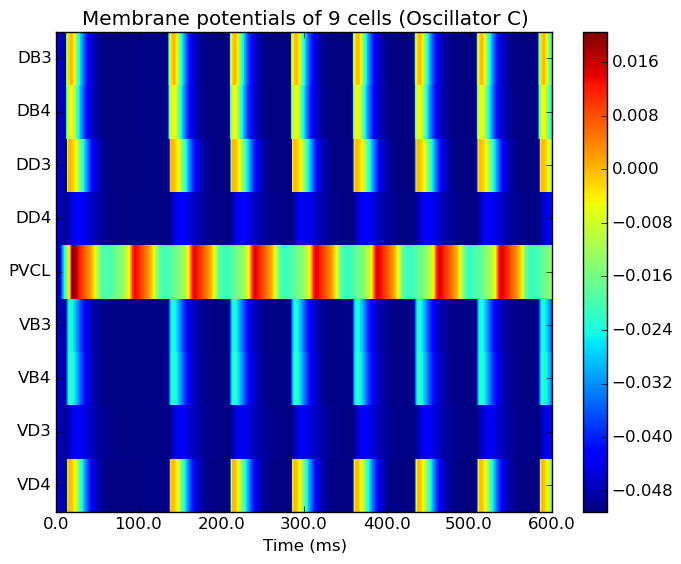 Membrane potentials of 9 cells (Oscillator C)
DB3
DB4
DD3
DD4
PVCL
VB3
VB4
VD3
VD4
0.0 100.0 200.0 300.0 400.0 500.0 600.0
Time (ms)
0.016
0.008
0.000
−0.008
−0.016
−0.024
−0.032
−0.040
−0.048